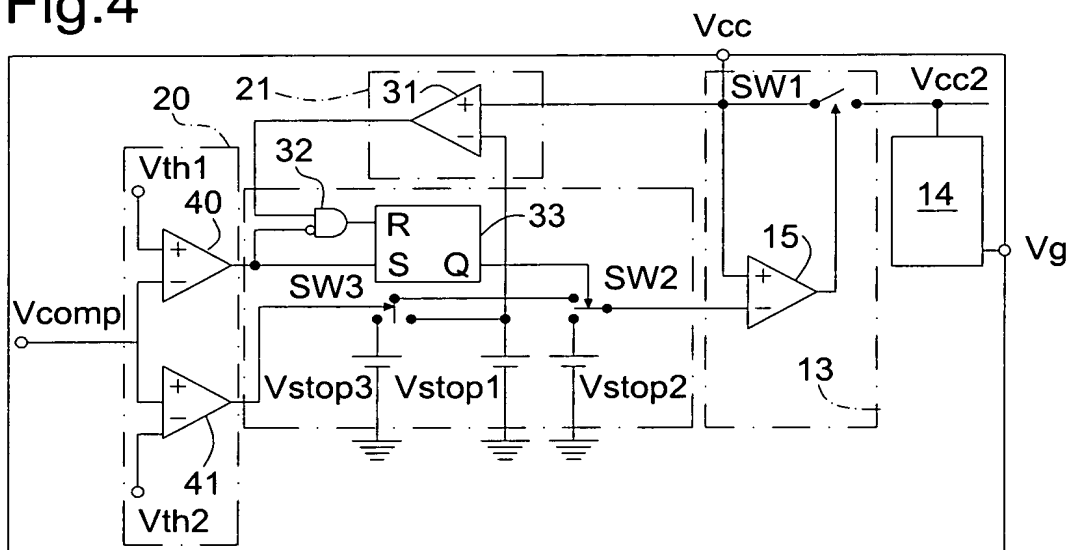 Fig.4
Vcc
21
31
SW1
Vcc2
20
Vth1
32
40
14
R
33
15
Vg
S Q
SW3
SW2
Vcomp
Vstop3
Vstop1
Vstop2
13
41
Vth2